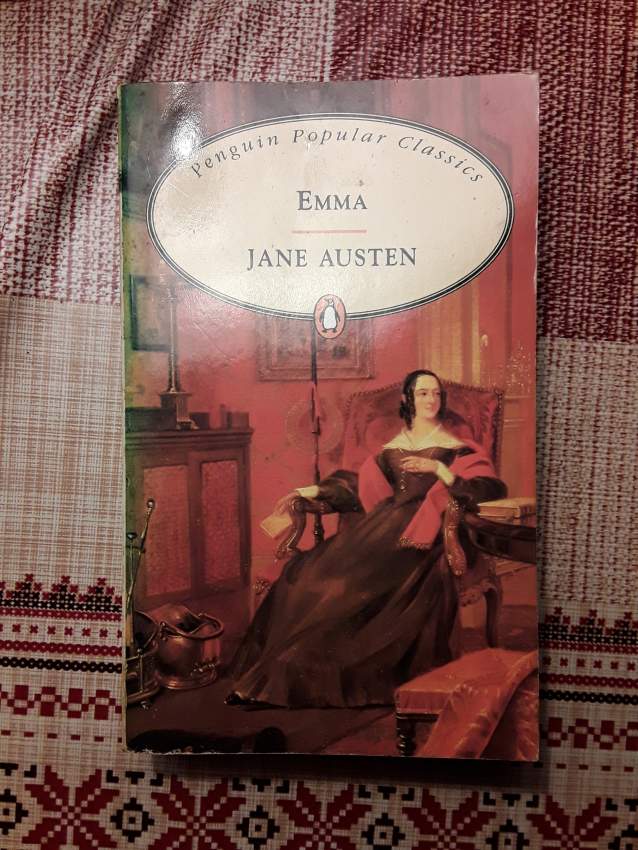 Penguin Popular Classics
EMMA
JANE AUSTEN